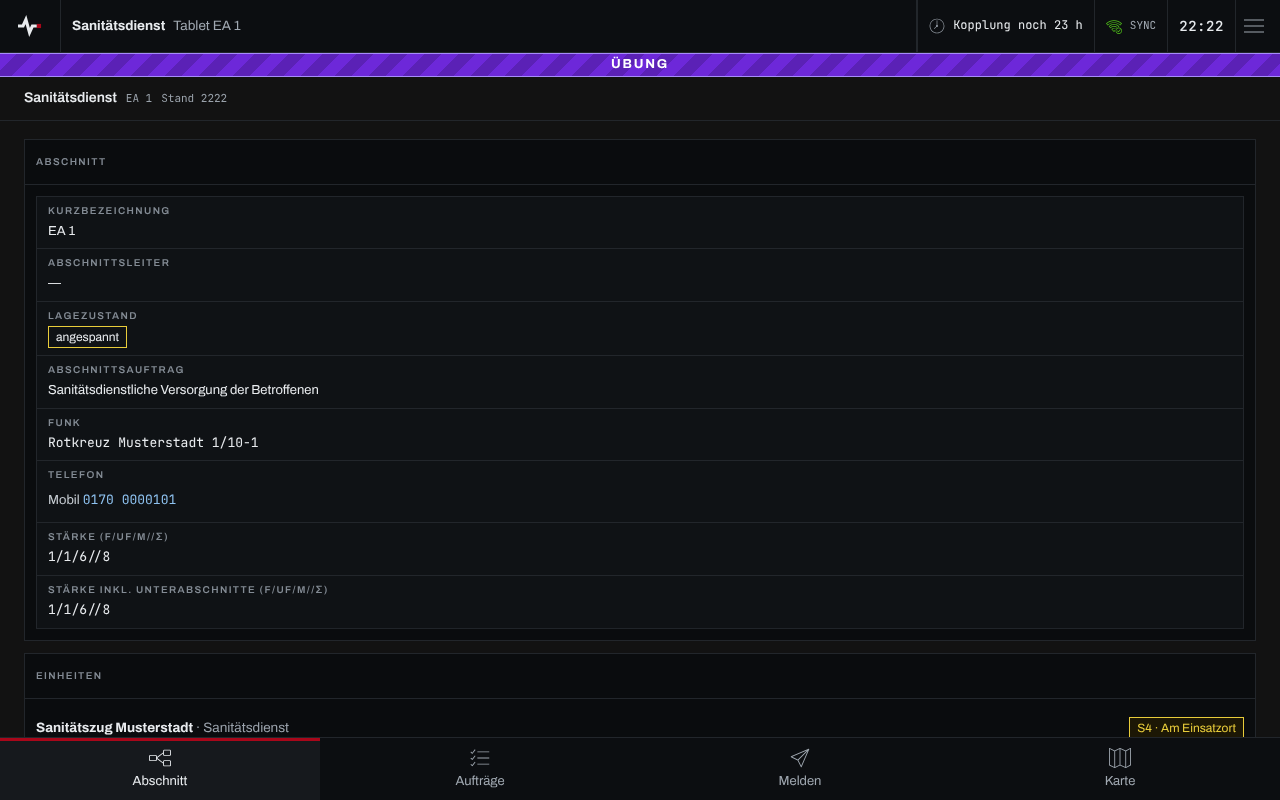 Sanitätsdienst Tablet EA 1
Kopplung noch 23 h
SYNC
22:22
ÜBUNG
Sanitätsdienst EA 1 Stand 2222
ABSCHNITT
KURZBEZEICHNUNG
EA 1
ABSCHNITTSLEITER
—
LAGEZUSTAND
angespannt
ABSCHNITTSAUFTRAG
Sanitätsdienstliche Versorgung der Betroffenen
FUNK
Rotkreuz Musterstadt 1/10-1
TELEFON
Mobil 0170 0000101
STÄRKE (F/UF/M//Σ)
1/1/6//8
STÄRKE INKL. UNTERABSCHNITTE (F/UF/M//Σ)
1/1/6//8
EINHEITEN
Sanitätszug Musterstadt · Sanitätsdienst
S4 · Am Einsatzort
Abschnitt
Aufträge
Melden
Karte